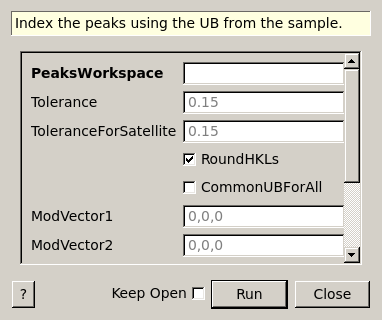 Index the peaks using the UB from the sample.
PeaksWorkspace
Tolerance 0.15
ToleranceForSatellite 0.15
RoundHKLs
CommonUBForAll
ModVector1 0,0,0
ModVector2 0,0,0
? Keep Open Run Close